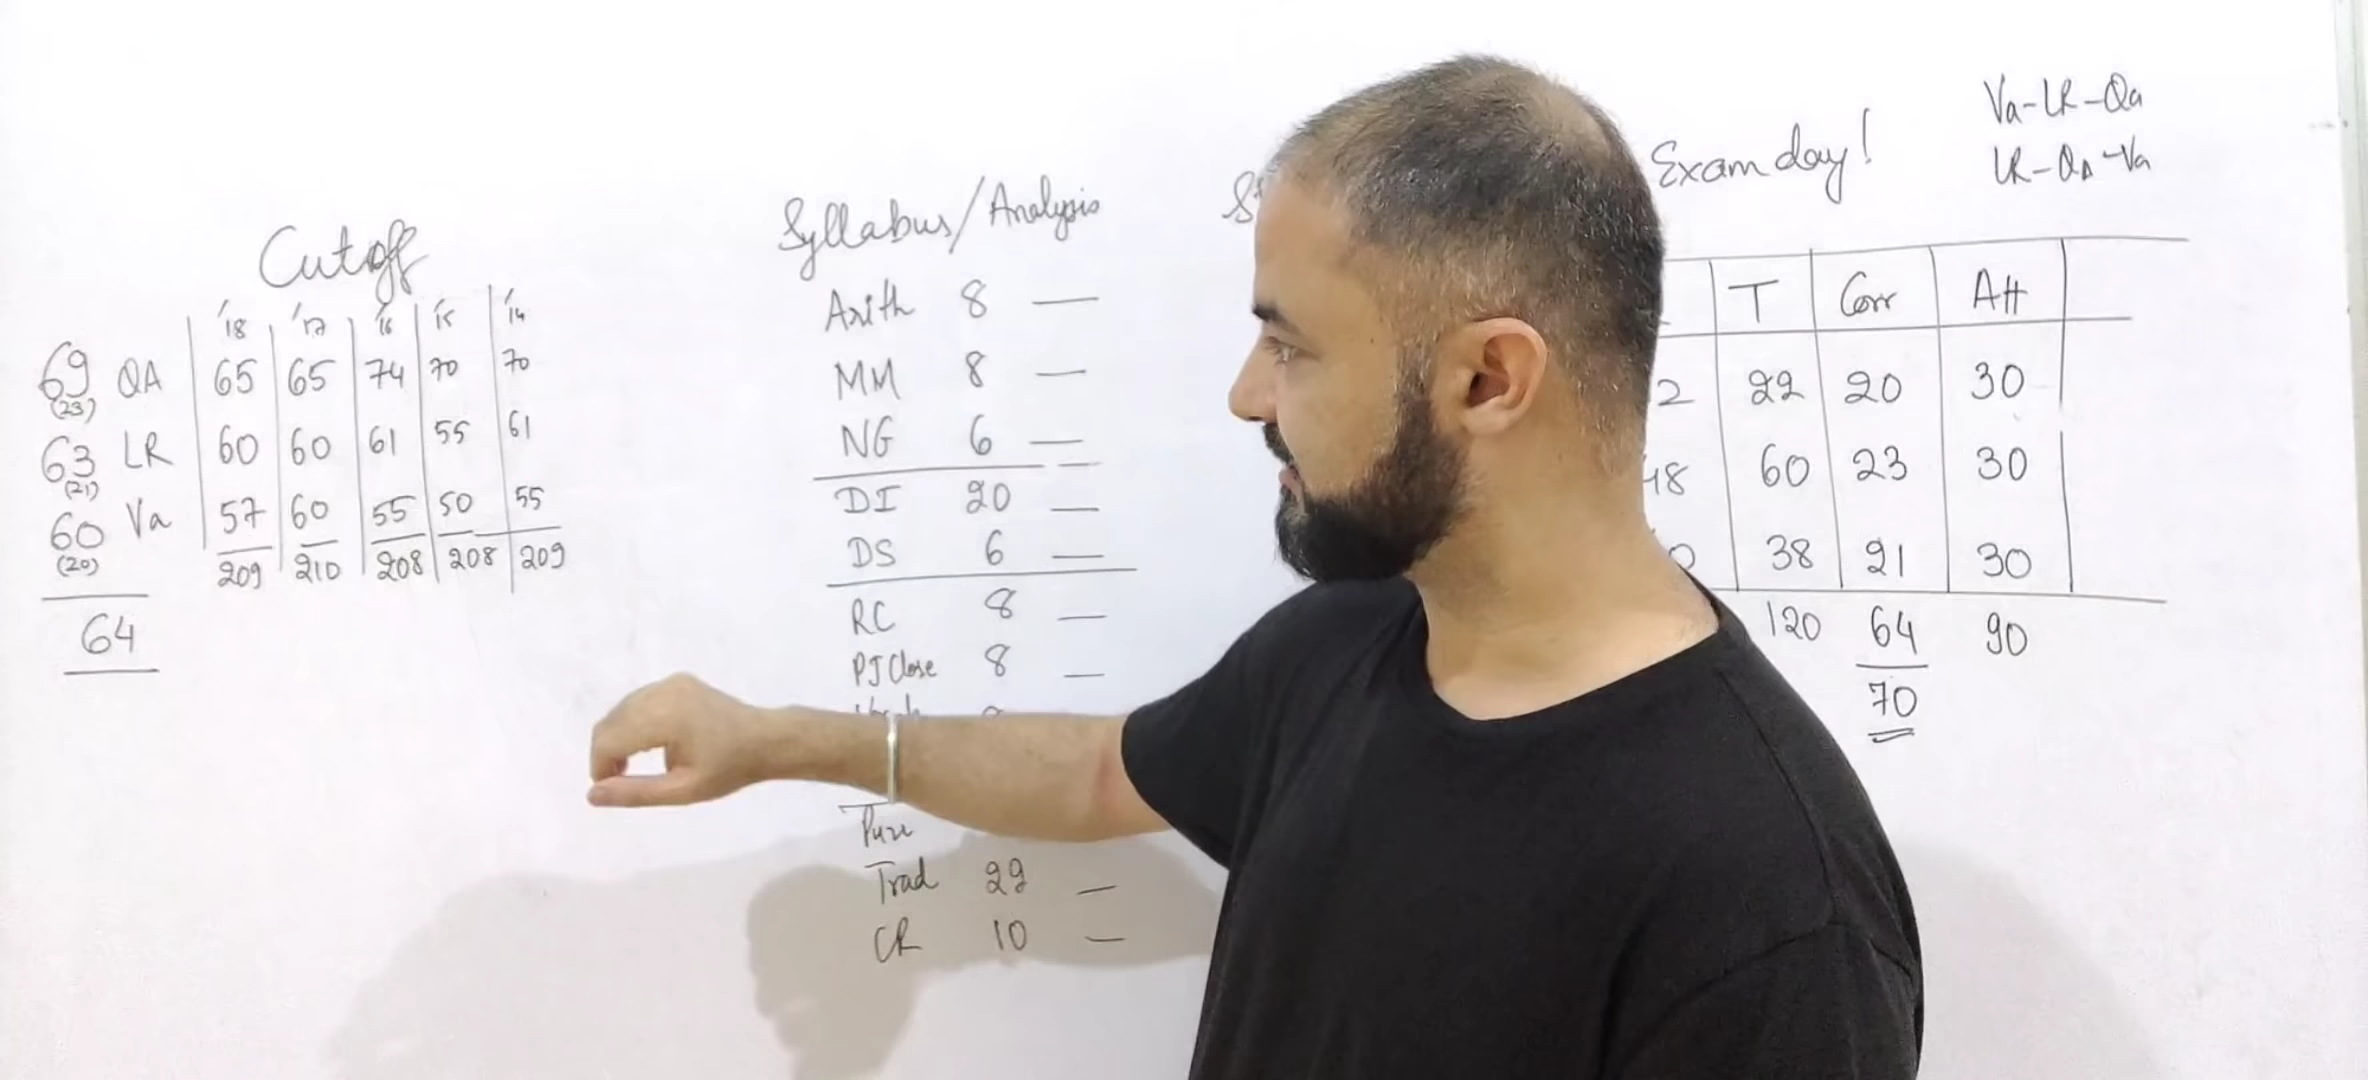 Cutoff
'18 '17 '16 '15 '14
69 QA 65 65 74 70 70
(23)
63 LR 60 60 61 55 61
(21)
60 Va 57 60 55 50 55
(20)
209 210 208 208 209
64
Syllabus/Analysis
Arith 8 —
MM 8 —
NG 6 —
DI 20 —
DS 6 —
RC 8 —
PJ Close 8 —
Trad 22 —
CR 10 —
Exam day!
Va-LR-Qa
LR-QA-Va
T Corr Att
2 22 20 30
48 60 23 30
38 21 30
120 64 90
70